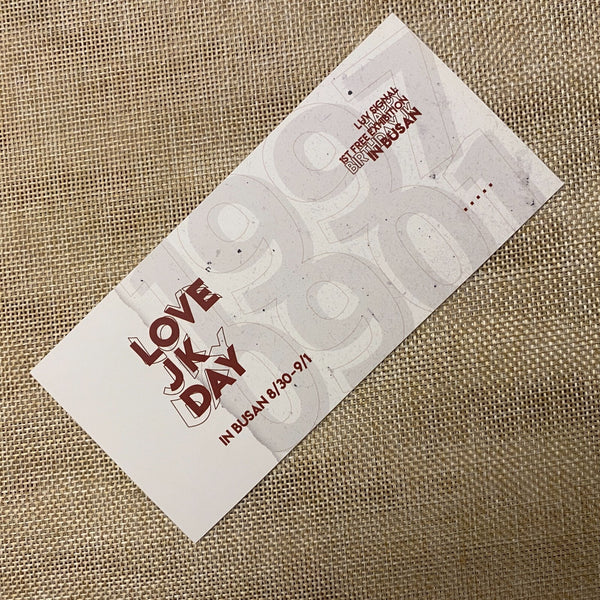 1997
0901
LOVE
JK
DAY
IN BUSAN 8/30-9/1
LUV SIGNAL
HAPPY
1ST FREE EXHIBITION
BIRTHDAY JK
IN BUSAN